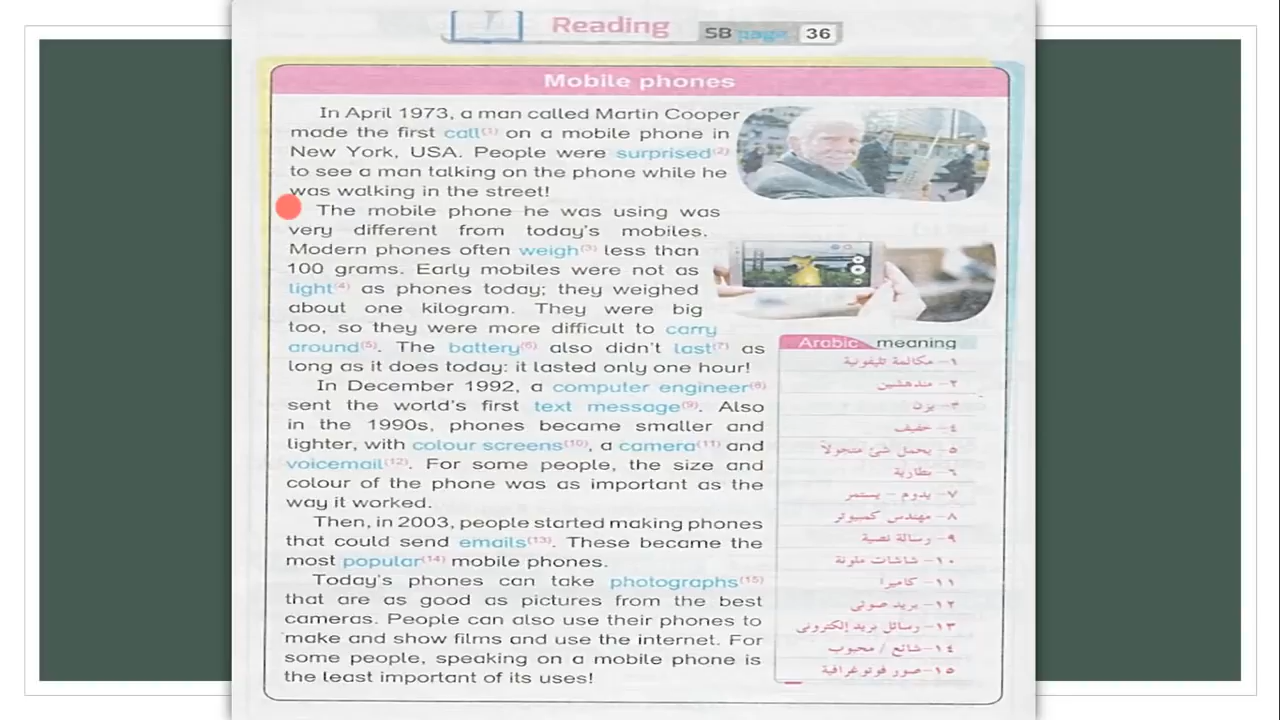 Reading
SB page 36
Mobile phones
In April 1973, a man called Martin Cooper
made the first call(1) on a mobile phone in
New York, USA. People were surprised(2)
to see a man talking on the phone while he
was walking in the street!
The mobile phone he was using was
very different from today's mobiles.
Modern phones often weigh(3) less than
100 grams. Early mobiles were not as
light(4) as phones today; they weighed
about one kilogram. They were big
too, so they were more difficult to carry
around(5). The battery(6) also didn't last(7) as
long as it does today: it lasted only one hour!
In December 1992, a computer engineer(8)
sent the world's first text message(9). Also
in the 1990s, phones became smaller and
lighter, with colour screens(10), a camera(11) and
voicemail(12). For some people, the size and
colour of the phone was as important as the
way it worked.
Then, in 2003, people started making phones
that could send emails(13). These became the
most popular(14) mobile phones.
Today's phones can take photographs(15)
that are as good as pictures from the best
cameras. People can also use their phones to
make and show films and use the internet. For
some people, speaking on a mobile phone is
the least important of its uses!
Arabic meaning
١- مكالمة تليفونية
٢- مندهشين
٣- يزن
٤- خفيف
٥- يحمل شئ متجولاً
٦- بطارية
٧- يدوم - يستمر
٨- مهندس كمبيوتر
٩- رسالة نصية
١٠- شاشات ملونة
١١- كاميرا
١٢- بريد صوتى
١٣- رسائل بريد إلكترونى
١٤- شائع / محبوب
١٥- صور فوتوغرافية